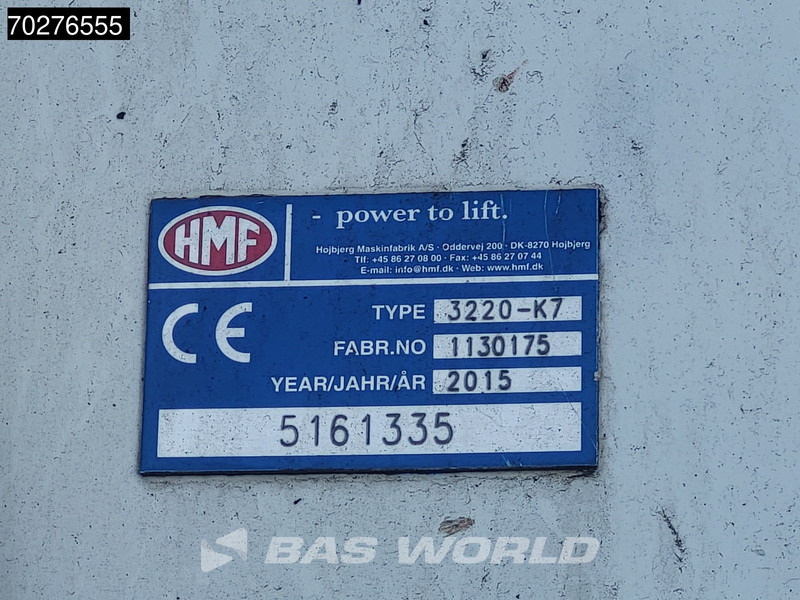 70276555
HMF
- power to lift.
Hojbjerg Maskinfabrik A/S · Oddervej 200 · DK-8270 Hojbjerg
Tlf: +45 86 27 08 00 · Fax: +45 86 27 07 44
E-mail: info@hmf.dk · Web: www.hmf.dk
CE
TYPE 3220-K7
FABR.NO 1130175
YEAR/JAHR/ÅR 2015
5161335
BAS WORLD